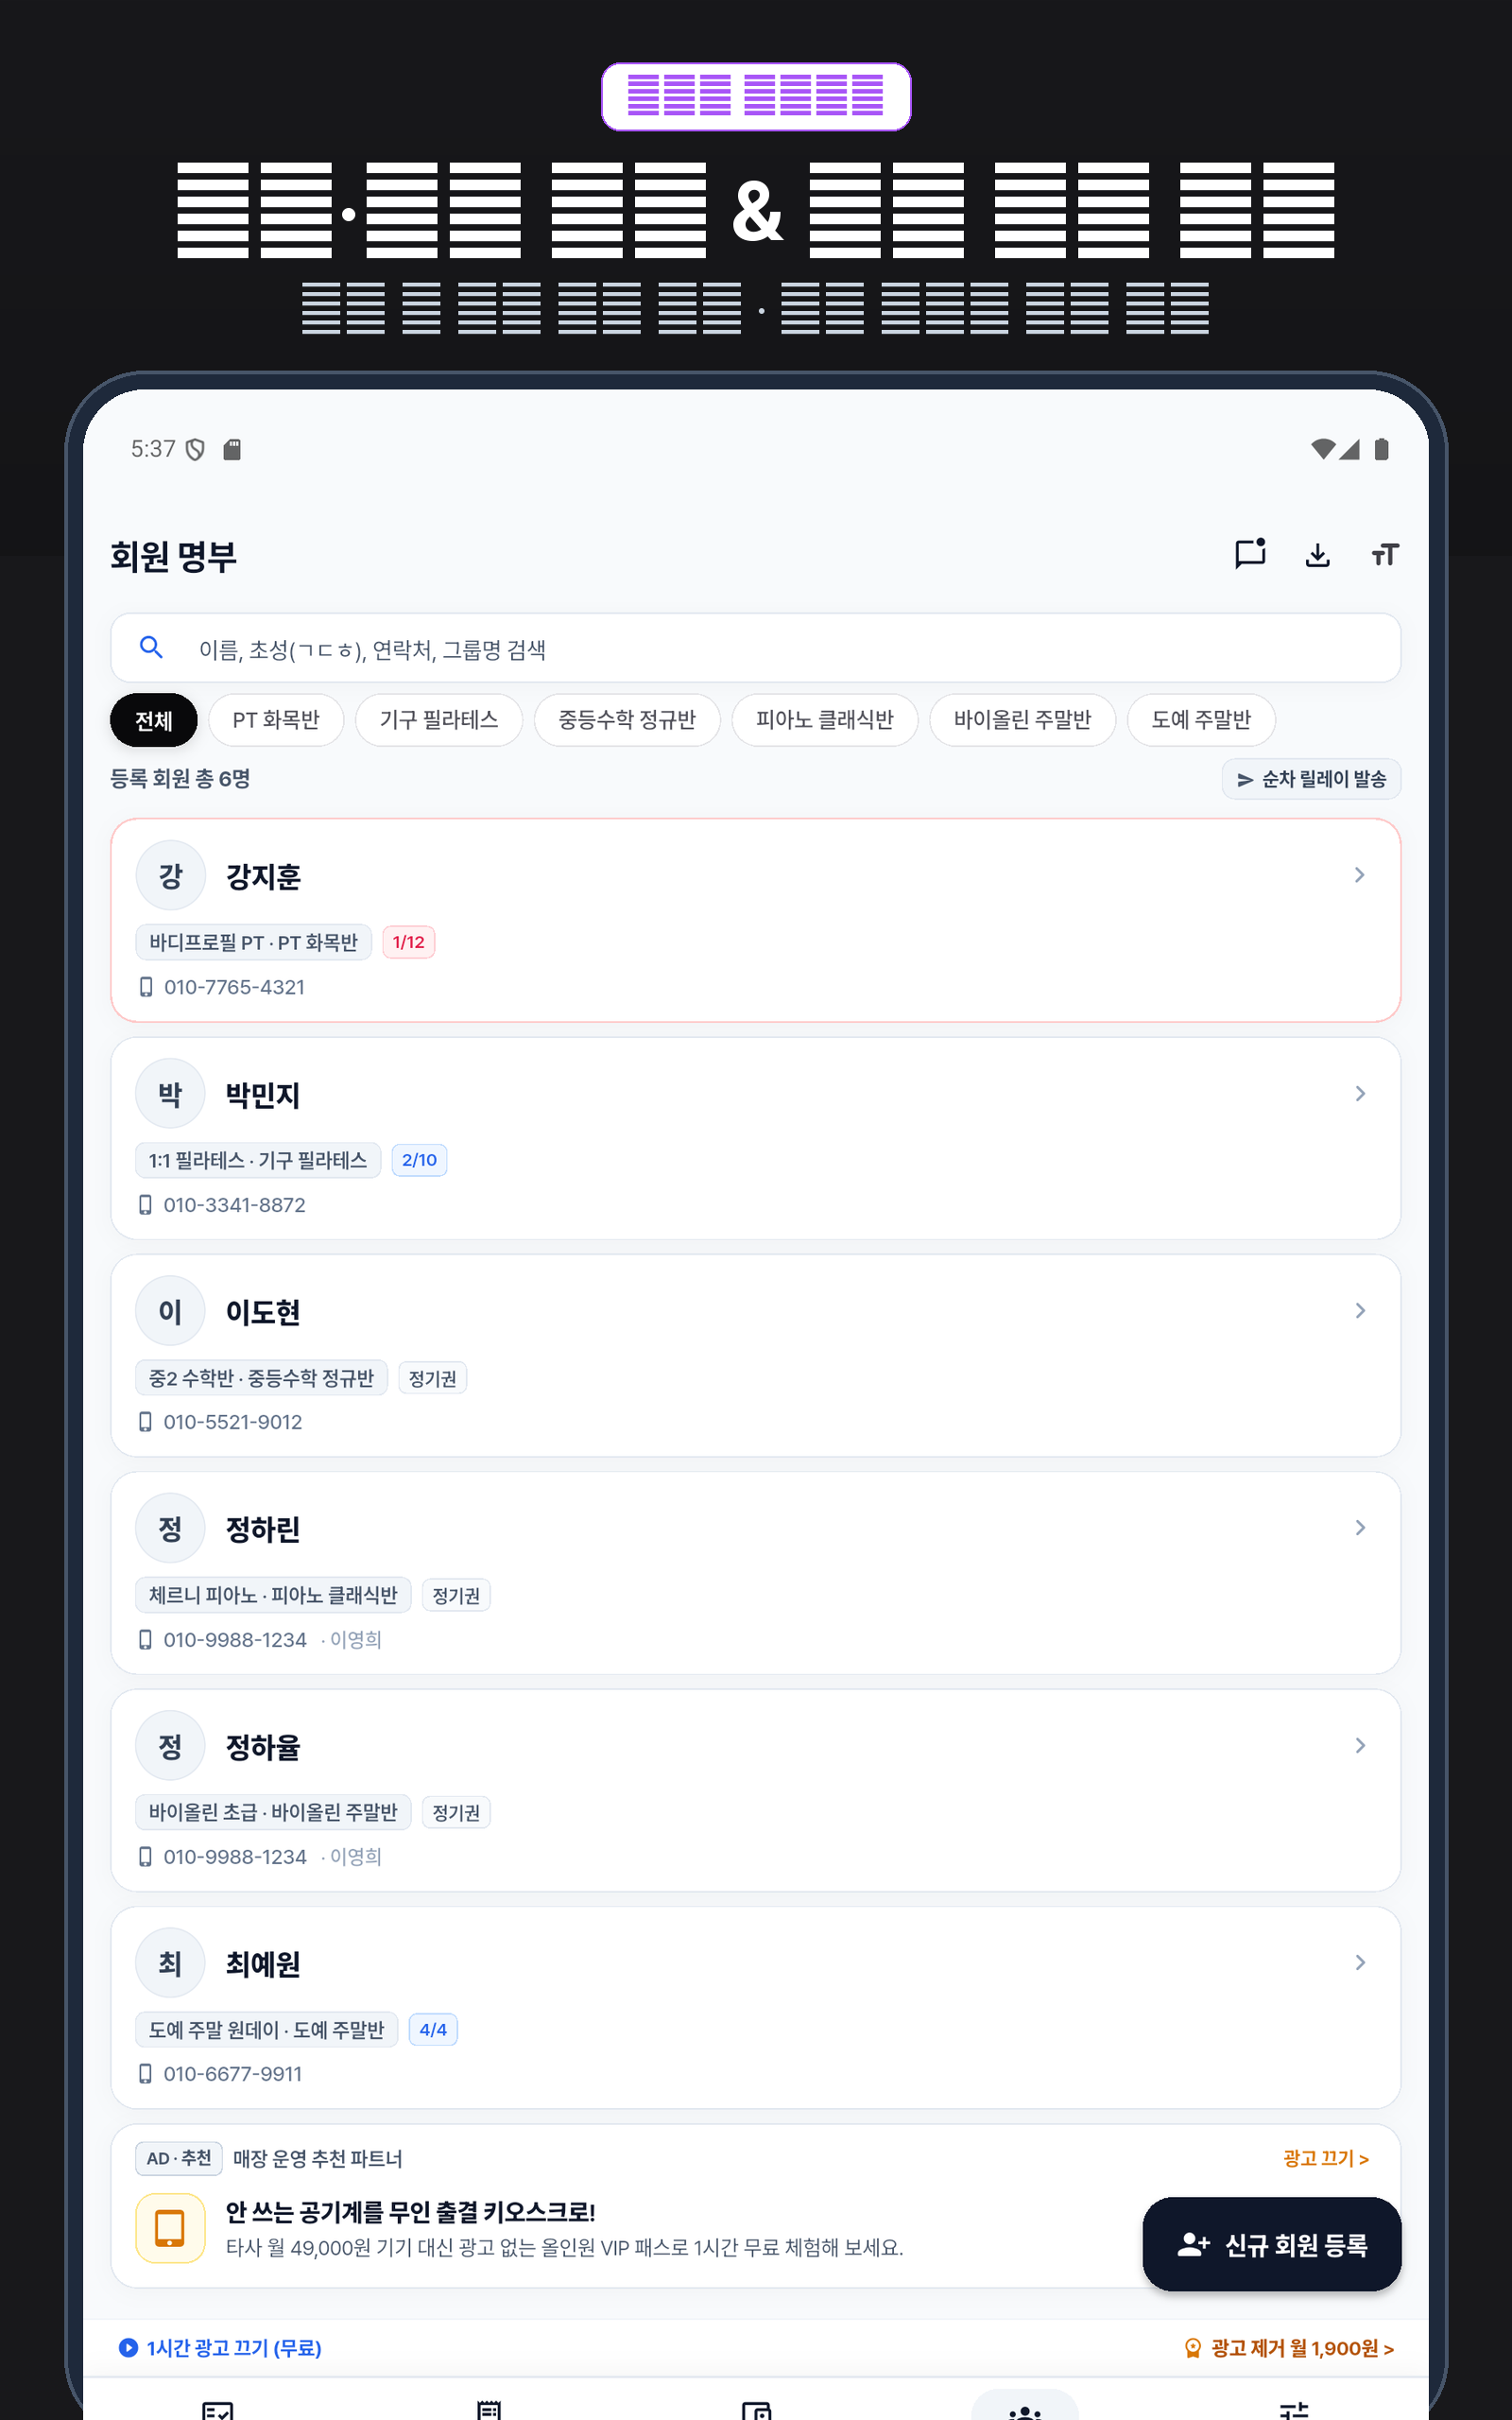 &
5:37
회원 명부
이름, 초성(ㄱㄷㅎ), 연락처, 그룹명 검색
전체 PT 화목반 기구 필라테스 중등수학 정규반 피아노 클래식반 바이올린 주말반 도예 주말반
등록 회원 총 6명 순차 릴레이 발송
강 강지훈
바디프로필 PT · PT 화목반 1/12
010-7765-4321
박 박민지
1:1 필라테스 · 기구 필라테스 2/10
010-3341-8872
이 이도현
중2 수학반 · 중등수학 정규반 정기권
010-5521-9012
정 정하린
체르니 피아노 · 피아노 클래식반 정기권
010-9988-1234 · 이영희
정 정하율
바이올린 초급 · 바이올린 주말반 정기권
010-9988-1234 · 이영희
최 최예원
도예 주말 원데이 · 도예 주말반 4/4
010-6677-9911
AD · 추천 매장 운영 추천 파트너 광고 끄기 >
안 쓰는 공기계를 무인 출결 키오스크로!
타사 월 49,000원 기기 대신 광고 없는 올인원 VIP 패스로 1시간 무료 체험해 보세요.
신규 회원 등록
1시간 광고 끄기 (무료) 광고 제거 월 1,900원 >